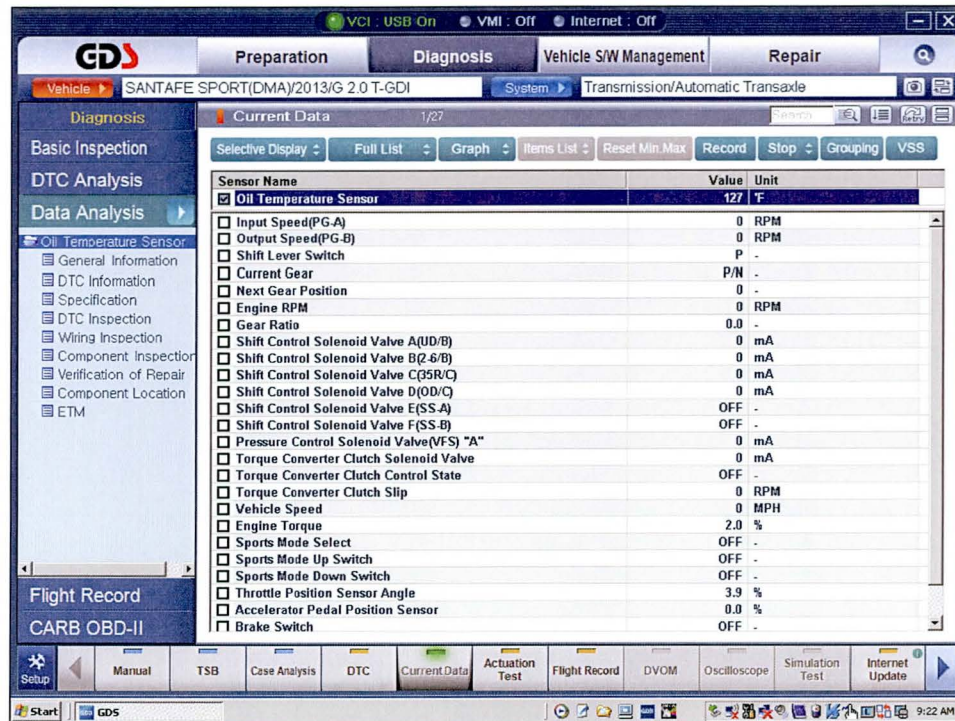 VCI : USB On VMI : Off Internet : Off
GDS Preparation Diagnosis Vehicle S/W Management Repair
Vehicle SANTAFE SPORT(DMA)/2013/G 2.0 T-GDI System Transmission/Automatic Transaxle
Diagnosis
Basic Inspection
DTC Analysis
Data Analysis
Oil Temperature Sensor
General Information
DTC Information
Specification
DTC Inspection
Wiring Inspection
Component Inspection
Verification of Repair
Component Location
ETM
Flight Record
CARB OBD-II
Current Data 1/27 Search Retry
Selective Display Full List Graph Items List Reset Min.Max Record Stop Grouping VSS
Sensor Name Value Unit
Oil Temperature Sensor 127 °F
Input Speed(PG-A) 0 RPM
Output Speed(PG-B) 0 RPM
Shift Lever Switch P -
Current Gear P/N -
Next Gear Position 0 -
Engine RPM 0 RPM
Gear Ratio 0.0 -
Shift Control Solenoid Valve A(UD/B) 0 mA
Shift Control Solenoid Valve B(2-6/B) 0 mA
Shift Control Solenoid Valve C(35R/C) 0 mA
Shift Control Solenoid Valve D(OD/C) 0 mA
Shift Control Solenoid Valve E(SS-A) OFF -
Shift Control Solenoid Valve F(SS-B) OFF -
Pressure Control Solenoid Valve(VFS) "A" 0 mA
Torque Converter Clutch Solenoid Valve 0 mA
Torque Converter Clutch Control State OFF -
Torque Converter Clutch Slip 0 RPM
Vehicle Speed 0 MPH
Engine Torque 2.0 %
Sports Mode Select OFF -
Sports Mode Up Switch OFF -
Sports Mode Down Switch OFF -
Throttle Position Sensor Angle 3.9 %
Accelerator Pedal Position Sensor 0.0 %
Brake Switch OFF -
Setup Manual TSB Case Analysis DTC Current Data Actuation Test Flight Record DVOM Oscilloscope Simulation Test Internet Update
Start GDS 9:22 AM